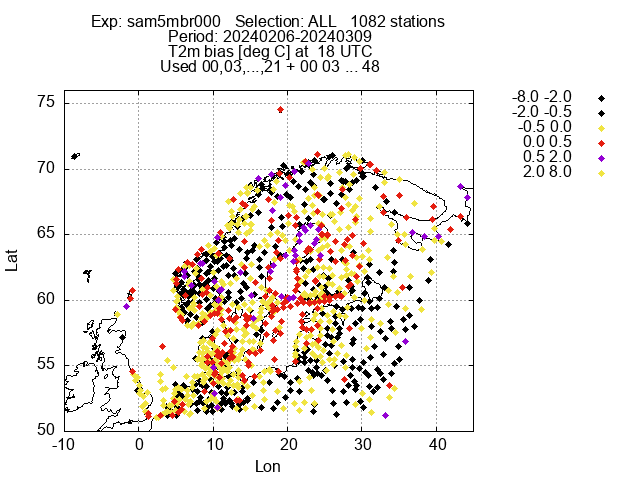 Exp: sam5mbr000 Selection: ALL 1082 stations
Period: 20240206-20240309
T2m bias [deg C] at 18 UTC
Used 00,03,...,21 + 00 03 ... 48
-8.0 -2.0
-2.0 -0.5
-0.5 0.0
0.0 0.5
0.5 2.0
2.0 8.0
75
70
65
60
55
50
Lat
-10 0 10 20 30 40
Lon